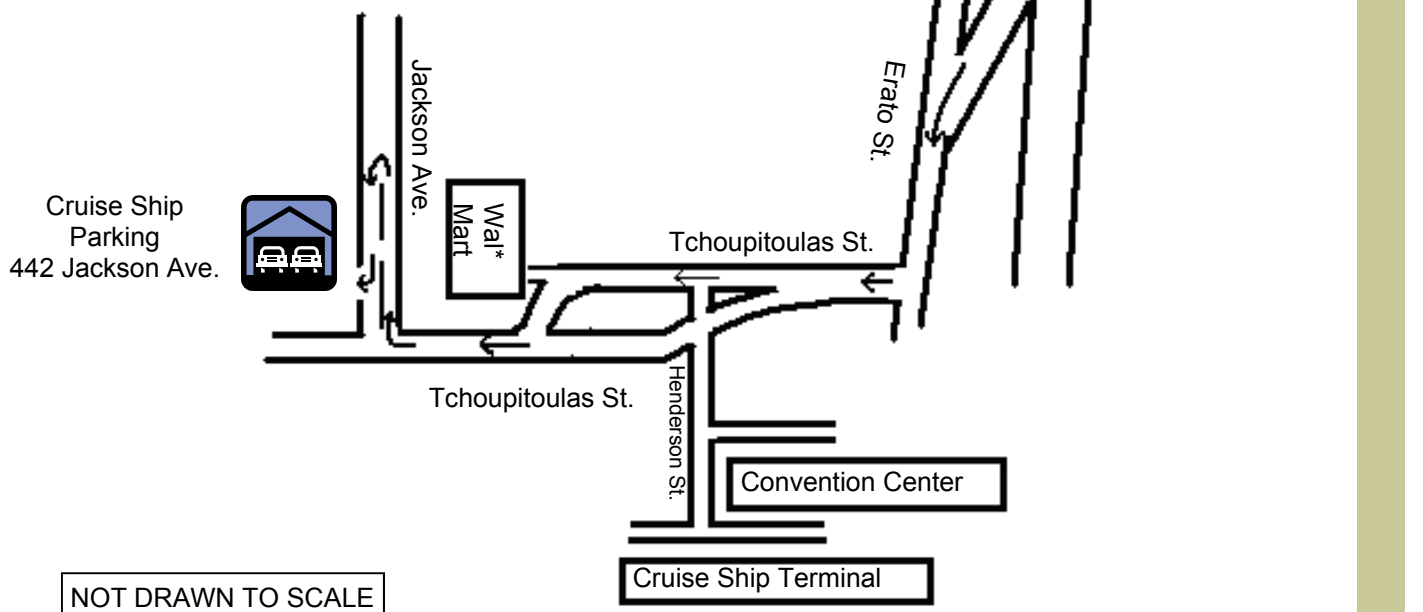 Jackson Ave.
Erato St.
Cruise Ship
Parking
442 Jackson Ave.
Wal*
Mart
Tchoupitoulas St.
Tchoupitoulas St.
Henderson St.
Convention Center
Cruise Ship Terminal
NOT DRAWN TO SCALE